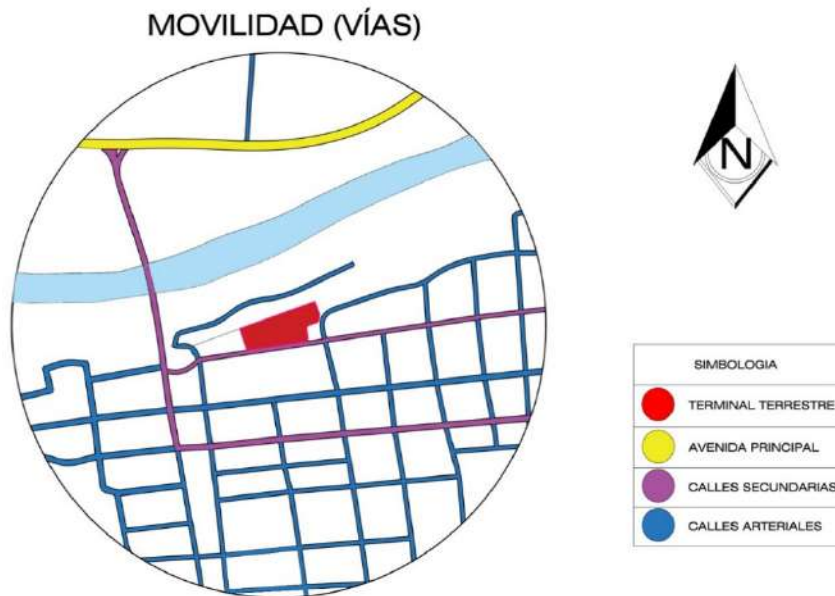 MOVILIDAD (VÍAS)
N
SIMBOLOGIA
TERMINAL TERRESTRE
AVENIDA PRINCIPAL
CALLES SECUNDARIAS
CALLES ARTERIALES